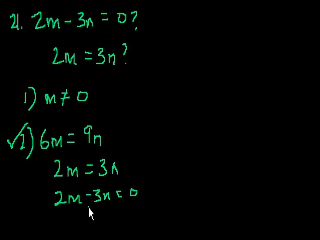 21. 2m - 3n = 0?
2m = 3n?
1) m ≠ 0
✓2) 6m = 9n
2m = 3n
2m - 3n = 0